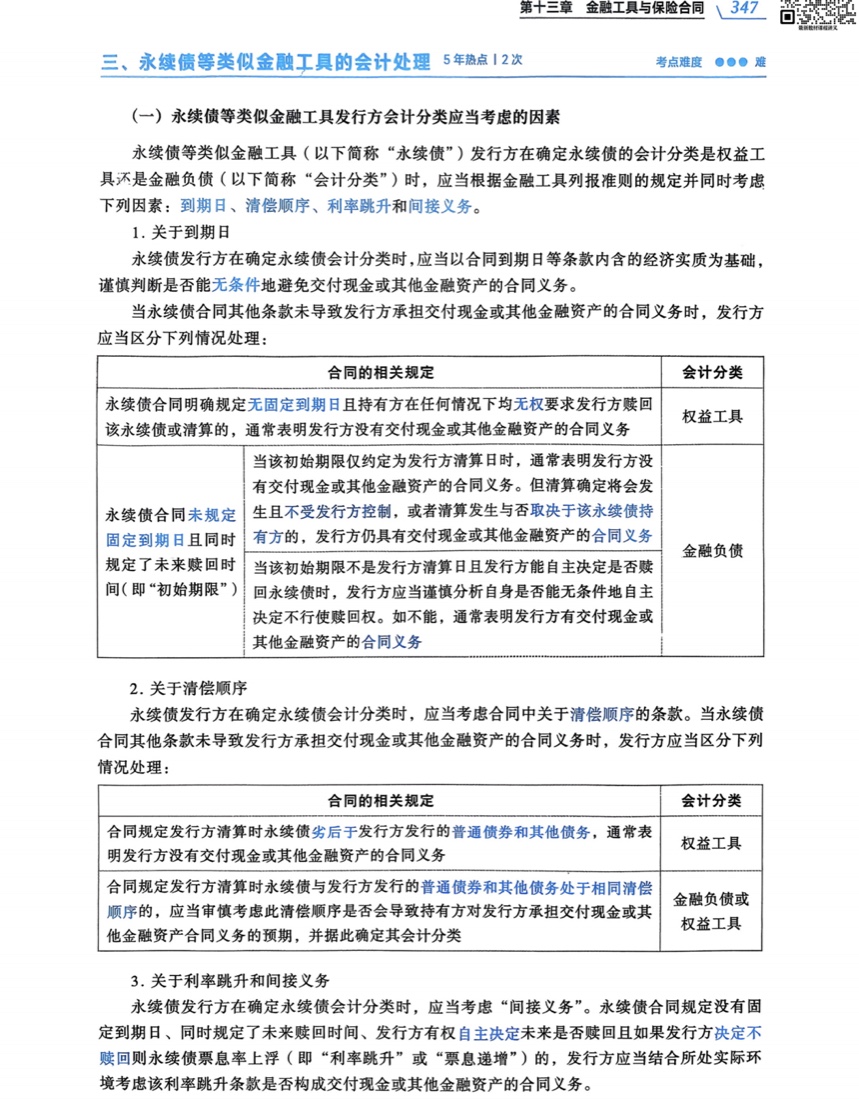 第十三章 金融工具与保险合同 347
三、永续债等类似金融工具的会计处理 5年热点丨2次 考点难度 ●●● 难
（一）永续债等类似金融工具发行方会计分类应当考虑的因素
永续债等类似金融工具（以下简称“永续债”）发行方在确定永续债的会计分类是权益工
具还是金融负债（以下简称“会计分类”）时，应当根据金融工具列报准则的规定并同时考虑
下列因素：到期日、清偿顺序、利率跳升和间接义务。
1. 关于到期日
永续债发行方在确定永续债会计分类时，应当以合同到期日等条款内含的经济实质为基础，
谨慎判断是否能无条件地避免交付现金或其他金融资产的合同义务。
当永续债合同其他条款未导致发行方承担交付现金或其他金融资产的合同义务时，发行方
应当区分下列情况处理：
合同的相关规定 会计分类
永续债合同明确规定无固定到期日且持有方在任何情况下均无权要求发行方赎回
该永续债或清算的，通常表明发行方没有交付现金或其他金融资产的合同义务
权益工具
永续债合同未规定
固定到期日且同时
规定了未来赎回时
间（即“初始期限”）
当该初始期限仅约定为发行方清算日时，通常表明发行方没
有交付现金或其他金融资产的合同义务。但清算确定将会发
生且不受发行方控制，或者清算发生与否取决于该永续债持
有方的，发行方仍具有交付现金或其他金融资产的合同义务
当该初始期限不是发行方清算日且发行方能自主决定是否赎
回永续债时，发行方应当谨慎分析自身是否能无条件地自主
决定不行使赎回权。如不能，通常表明发行方有交付现金或
其他金融资产的合同义务
金融负债
2. 关于清偿顺序
永续债发行方在确定永续债会计分类时，应当考虑合同中关于清偿顺序的条款。当永续债
合同其他条款未导致发行方承担交付现金或其他金融资产的合同义务时，发行方应当区分下列
情况处理：
合同的相关规定 会计分类
合同规定发行方清算时永续债劣后于发行方发行的普通债券和其他债务，通常表
明发行方没有交付现金或其他金融资产的合同义务
权益工具
合同规定发行方清算时永续债与发行方发行的普通债券和其他债务处于相同清偿
顺序的，应当审慎考虑此清偿顺序是否会导致持有方对发行方承担交付现金或其
他金融资产合同义务的预期，并据此确定其会计分类
金融负债或
权益工具
3. 关于利率跳升和间接义务
永续债发行方在确定永续债会计分类时，应当考虑“间接义务”。永续债合同规定没有固
定到期日、同时规定了未来赎回时间、发行方有权自主决定未来是否赎回且如果发行方决定不
赎回则永续债票息率上浮（即“利率跳升”或“票息递增”）的，发行方应当结合所处实际环
境考虑该利率跳升条款是否构成交付现金或其他金融资产的合同义务。